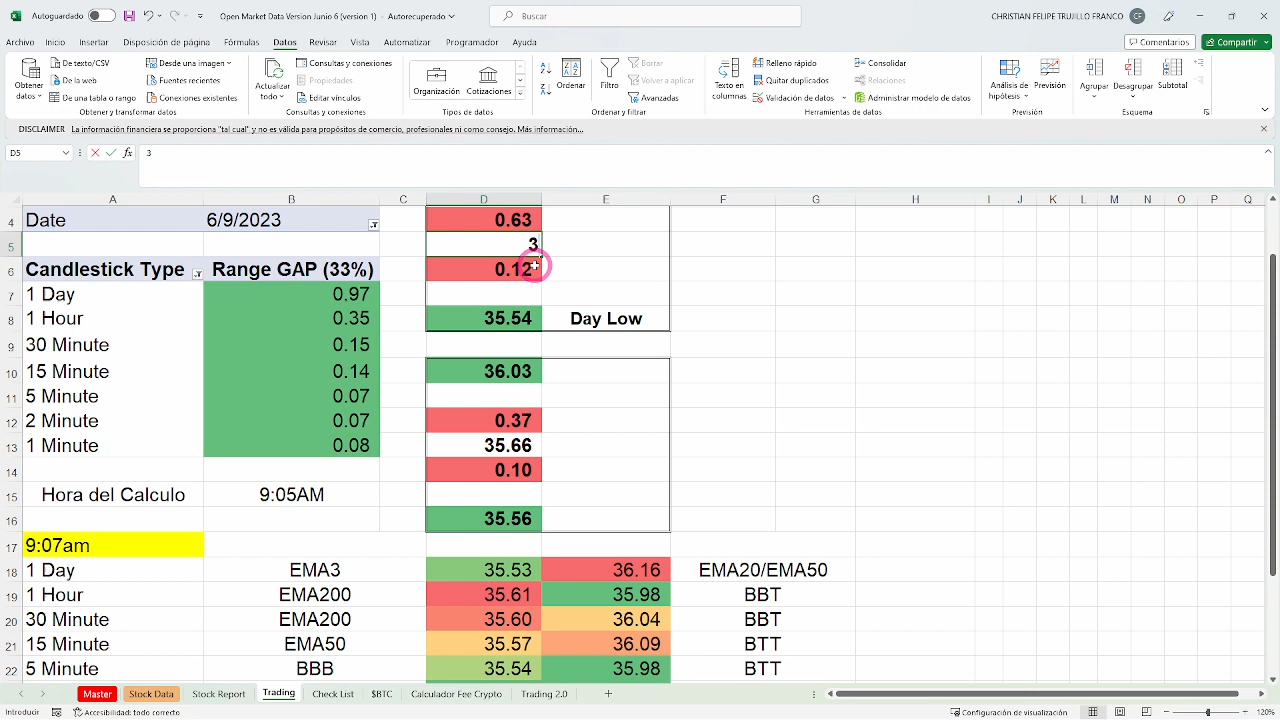 Autoguardado Open Market Data Version Junio 6 (version 1) - Autorecuperado Buscar CHRISTIAN FELIPE TRUJILLO FRANCO CF
Archivo Inicio Insertar Disposición de página Fórmulas Datos Revisar Vista Automatizar Programador Ayuda Comentarios Compartir
Obtener datos
De texto/CSV
De la web
De una tabla o rango
Desde una imagen
Fuentes recientes
Conexiones existentes
Obtener y transformar datos
Actualizar todo
Consultas y conexiones
Propiedades
Editar vínculos
Consultas y conexiones
Organización Cotizaciones
Tipos de datos
Ordenar
Filtro
Borrar
Volver a aplicar
Avanzadas
Ordenar y filtrar
Texto en columnas
Relleno rápido
Quitar duplicados
Validación de datos
Consolidar
Relaciones
Administrar modelo de datos
Herramientas de datos
Análisis de hipótesis
Previsión
Previsión
Agrupar
Desagrupar
Subtotal
Esquema
DISCLAIMER La información financiera se proporciona "tal cual" y no es válida para propósitos de comercio, profesionales ni como consejo. Más información...
D5 fx 3
A B C D E F G H I J K L M N O P Q
4 Date 6/9/2023 0.63
5 3
6 Candlestick Type Range GAP (33%) 0.12
7 1 Day 0.97
8 1 Hour 0.35 35.54 Day Low
9 30 Minute 0.15
10 15 Minute 0.14 36.03
11 5 Minute 0.07
12 2 Minute 0.07 0.37
13 1 Minute 0.08 35.66
14 0.10
15 Hora del Calculo 9:05AM
16 35.56
17 9:07am
18 1 Day EMA3 35.53 36.16 EMA20/EMA50
19 1 Hour EMA200 35.61 35.98 BBT
20 30 Minute EMA200 35.60 36.04 BBT
21 15 Minute EMA50 35.57 36.09 BTT
22 5 Minute BBB 35.54 35.98 BTT
Master Stock Data Stock Report Trading Check List $BTC Calculador Fee Crypto Trading 2.0
Introducir Accesibilidad: todo correcto Configuración de visualización 120%